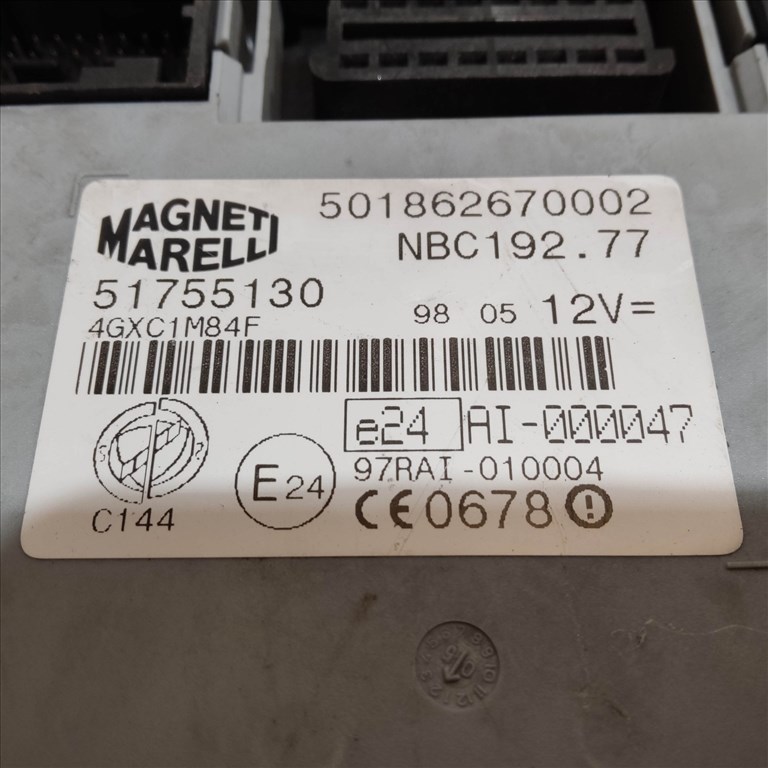 MAGNETI
MARELLI
501862670002
NBC192.77
51755130
4GXC1M84F
98 05 12V=
e24 AI-000047
E24
97RAI-010004
C144
CE0678